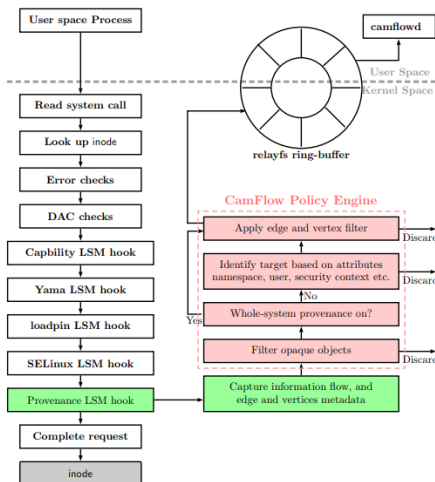 User space Process
camflowd
User Space
Kernel Space
Read system call
Look up inode
relayfs ring-buffer
Error checks
DAC checks
CamFlow Policy Engine
Apply edge and vertex filter
Discard
Capbility LSM hook
Identify target based on attributes
namespace, user, security context etc.
Discard
Yama LSM hook
No
Yes
Whole-system provenance on?
loadpin LSM hook
Filter opaque objects
Discard
SELinux LSM hook
Provenance LSM hook
Capture information flow, and
edge and vertices metadata
Complete request
inode